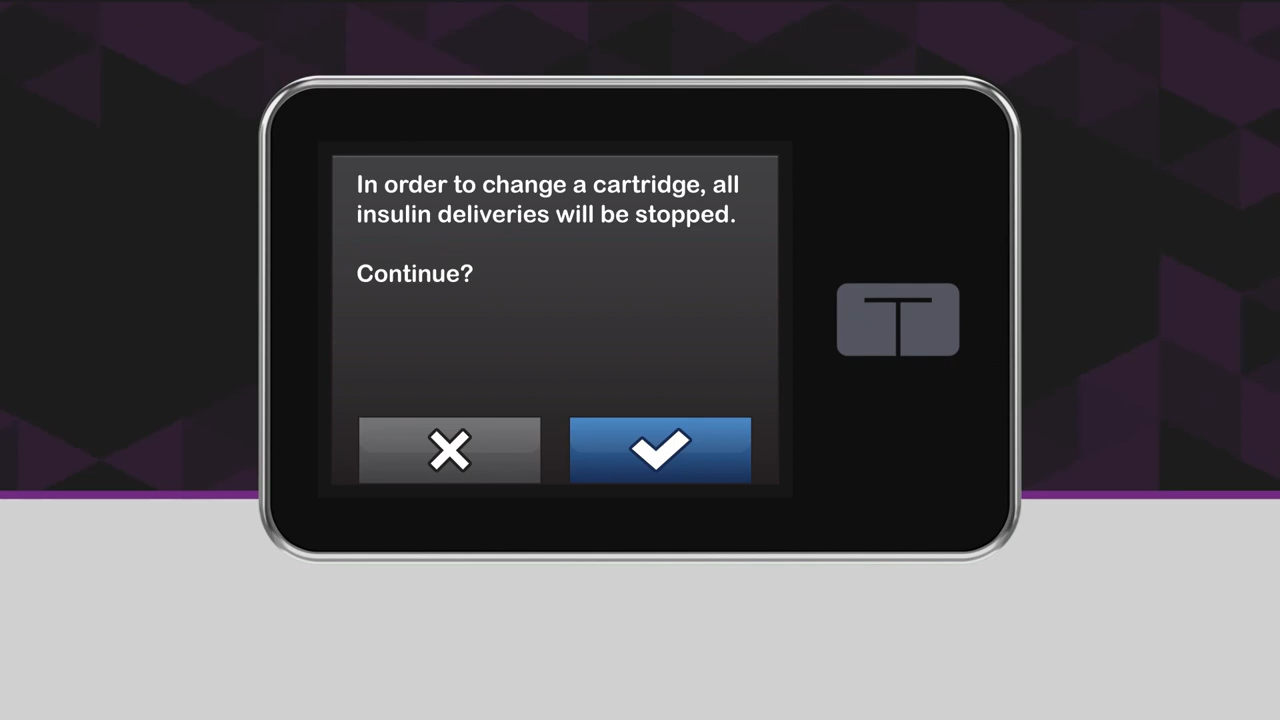 In order to change a cartridge, all
insulin deliveries will be stopped.
Continue?